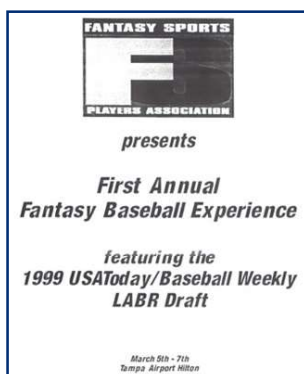 FANTASY SPORTS
FS
PLAYERS ASSOCIATION
presents
First Annual
Fantasy Baseball Experience
featuring the
1999 USAToday/Baseball Weekly
LABR Draft
March 5th - 7th
Tampa Airport Hilton